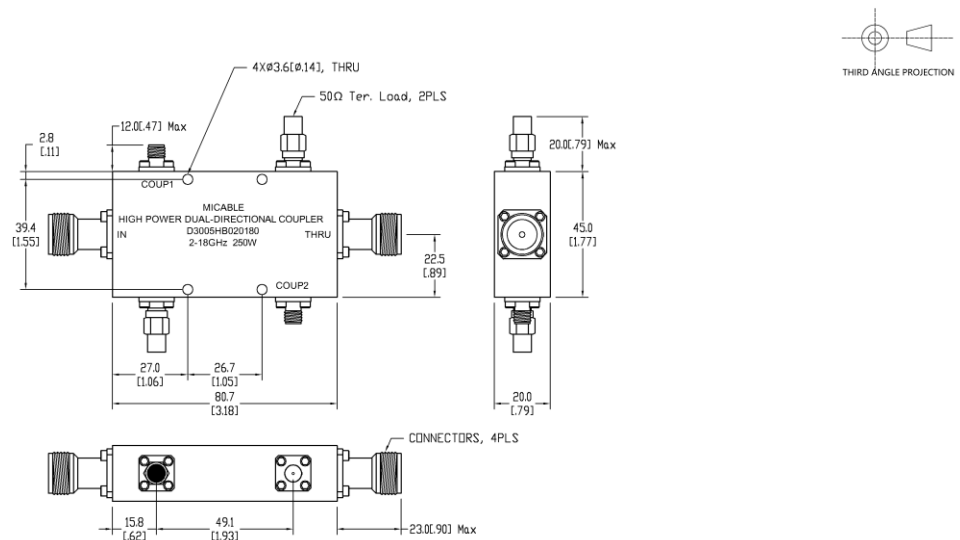 THIRD ANGLE PROJECTION
4XØ3.6[Ø.14], THRU
50Ω Ter. Load, 2PLS
12.0[.47] Max
2.8
[.11]
20.0[.79] Max
COUP1
MICABLE
HIGH POWER DUAL-DIRECTIONAL COUPLER
D3005HB020180
2-18GHz 250W
IN
THRU
39.4
[1.55]
45.0
[1.77]
22.5
[.89]
COUP2
27.0
[1.06]
26.7
[1.05]
80.7
[3.18]
20.0
[.79]
CONNECTORS, 4PLS
15.8
[.62]
49.1
[1.93]
23.0[.90] Max